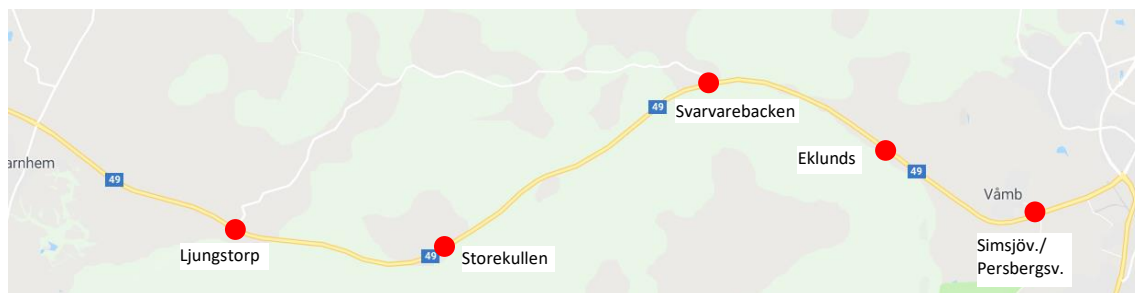 49
Svarvarebacken
Eklunds
arnhem
49
49
Våmb
Ljungstorp
49
Storekullen
Simsjöv./
Persbergsv.